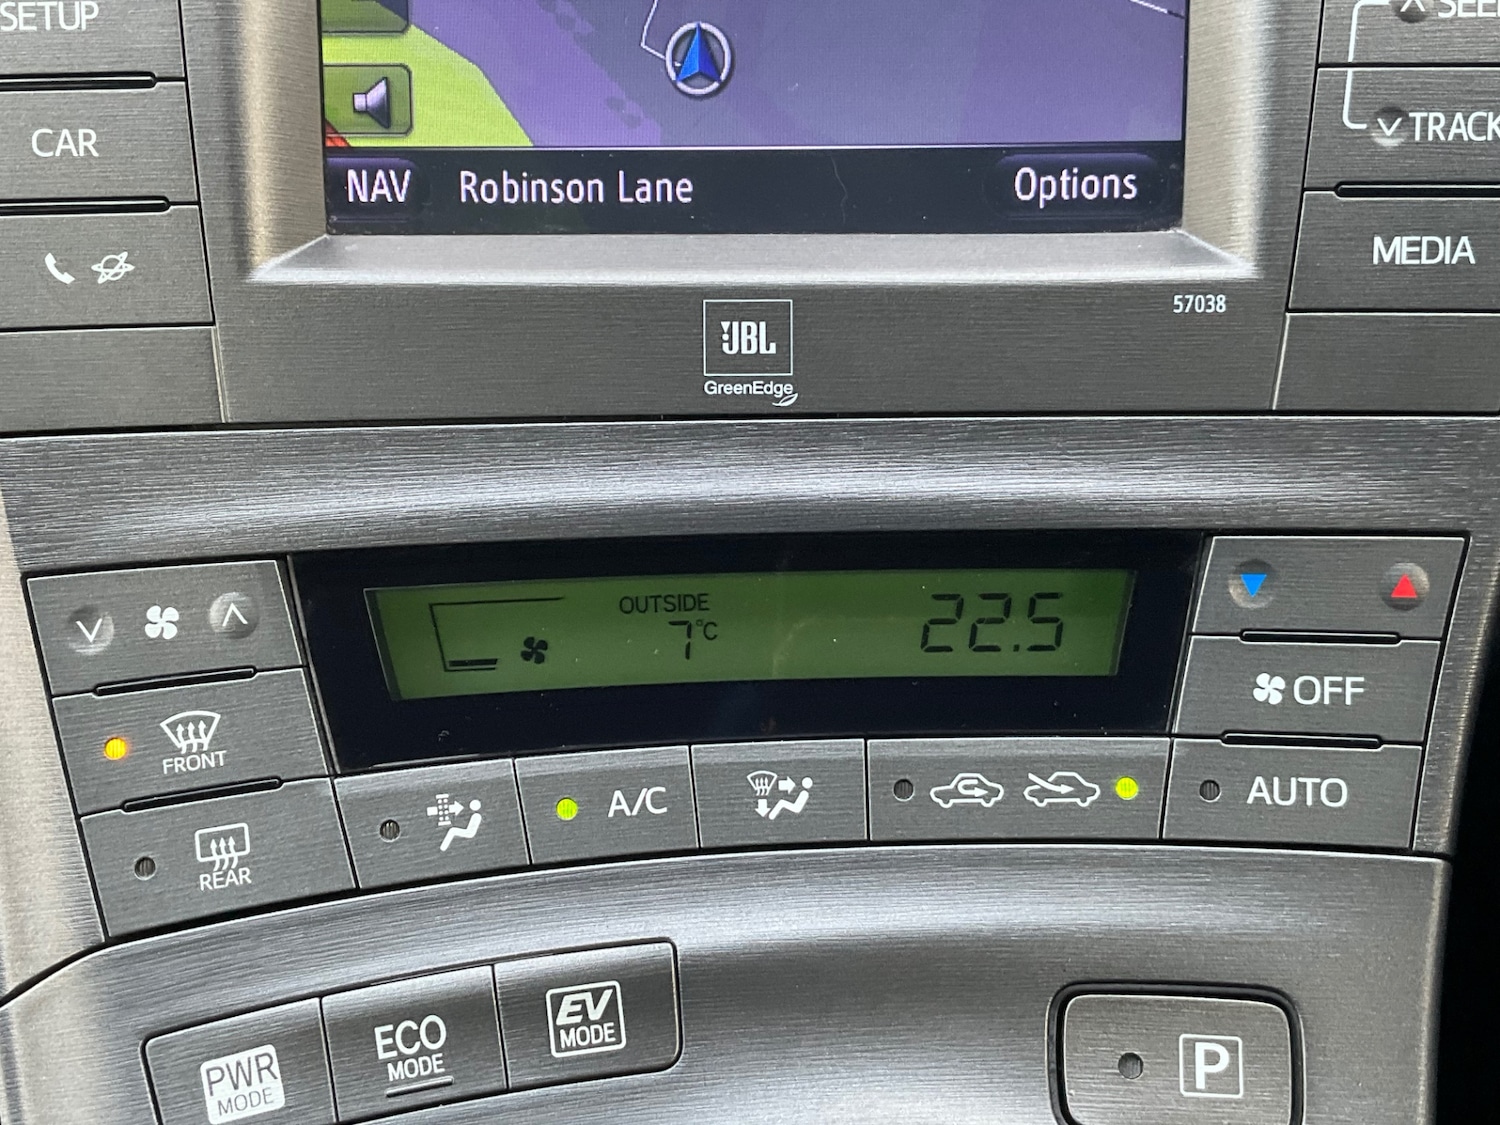 SETUP
SEEK
CAR
TRACK
NAV Robinson Lane Options
MEDIA
57038
JBL
GreenEdge
OUTSIDE
7°C
22.5
OFF
FRONT
A/C
AUTO
REAR
EV
MODE
ECO
MODE
PWR
MODE
P